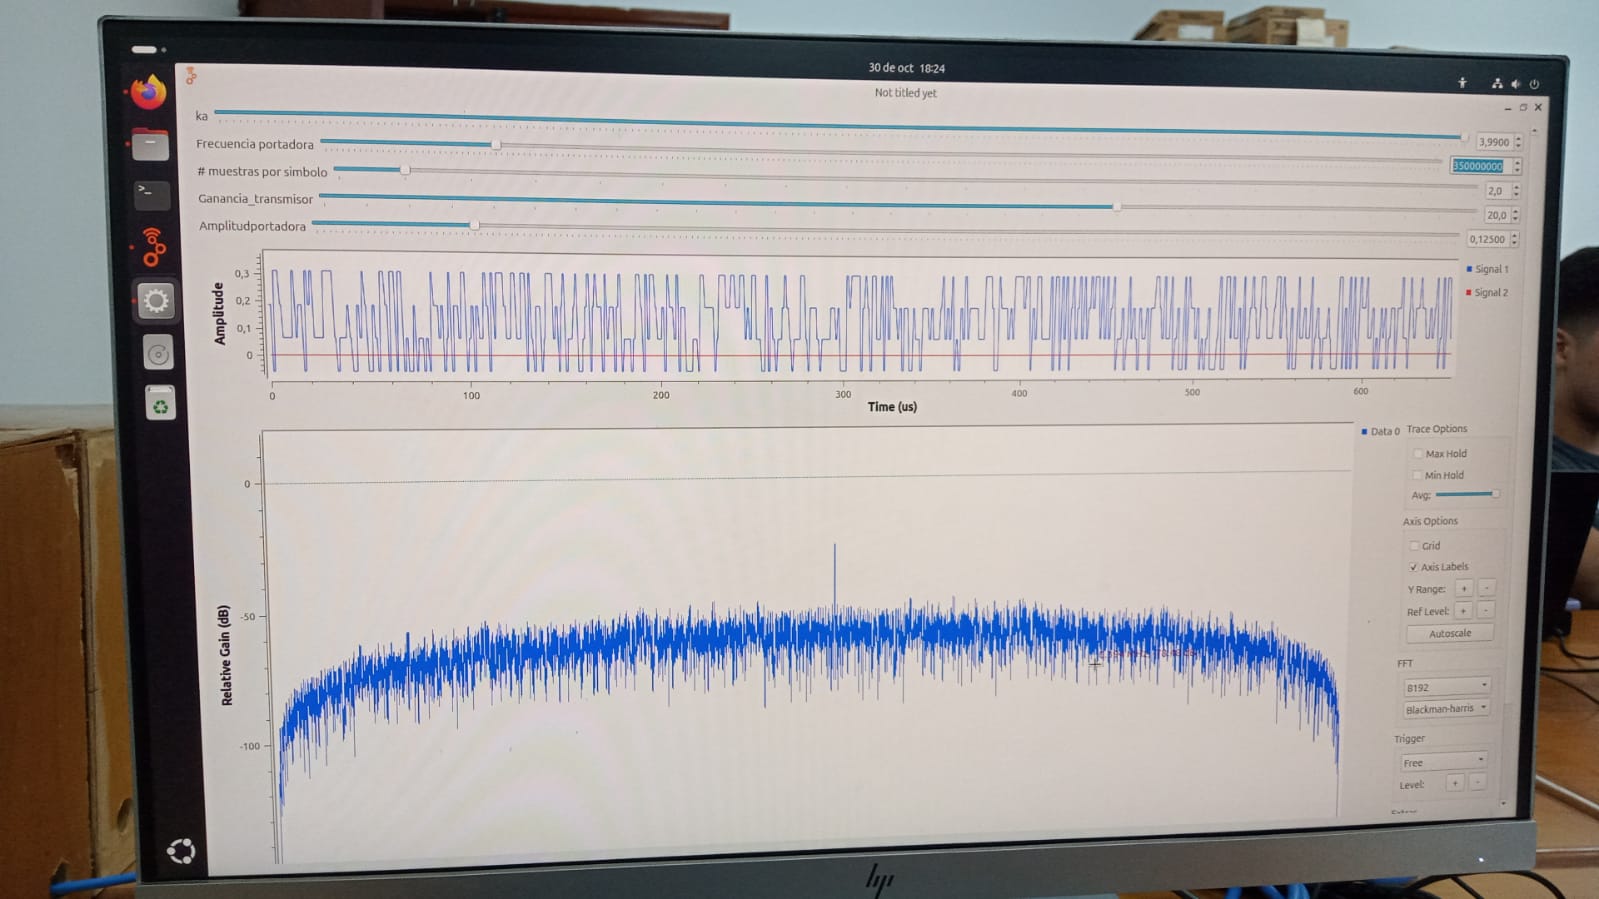 30 de oct 18:24
Not titled yet
ka
3,9900
Frecuencia portadora
350000000
# muestras por simbolo
2,0
Ganancia_transmisor
20,0
Amplitudportadora
0,12500
Amplitude
0,3
0,2
0,1
0
Signal 1
Signal 2
0 100 200 300 400 500 600
Time (us)
Relative Gain (dB)
0
-50
-100
Data 0
Trace Options
Max Hold
Min Hold
Avg:
Axis Options
Grid
Axis Labels
Y Range: + -
Ref Level: + -
Autoscale
FFT
8192
Blackman-harris
Trigger
Free
Level: + -
hp